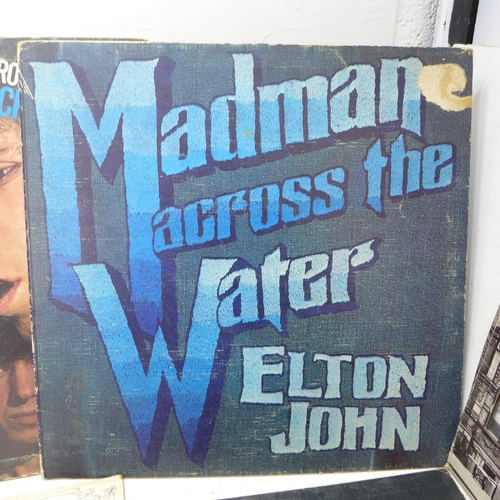 Madman
across the
Water
ELTON
JOHN